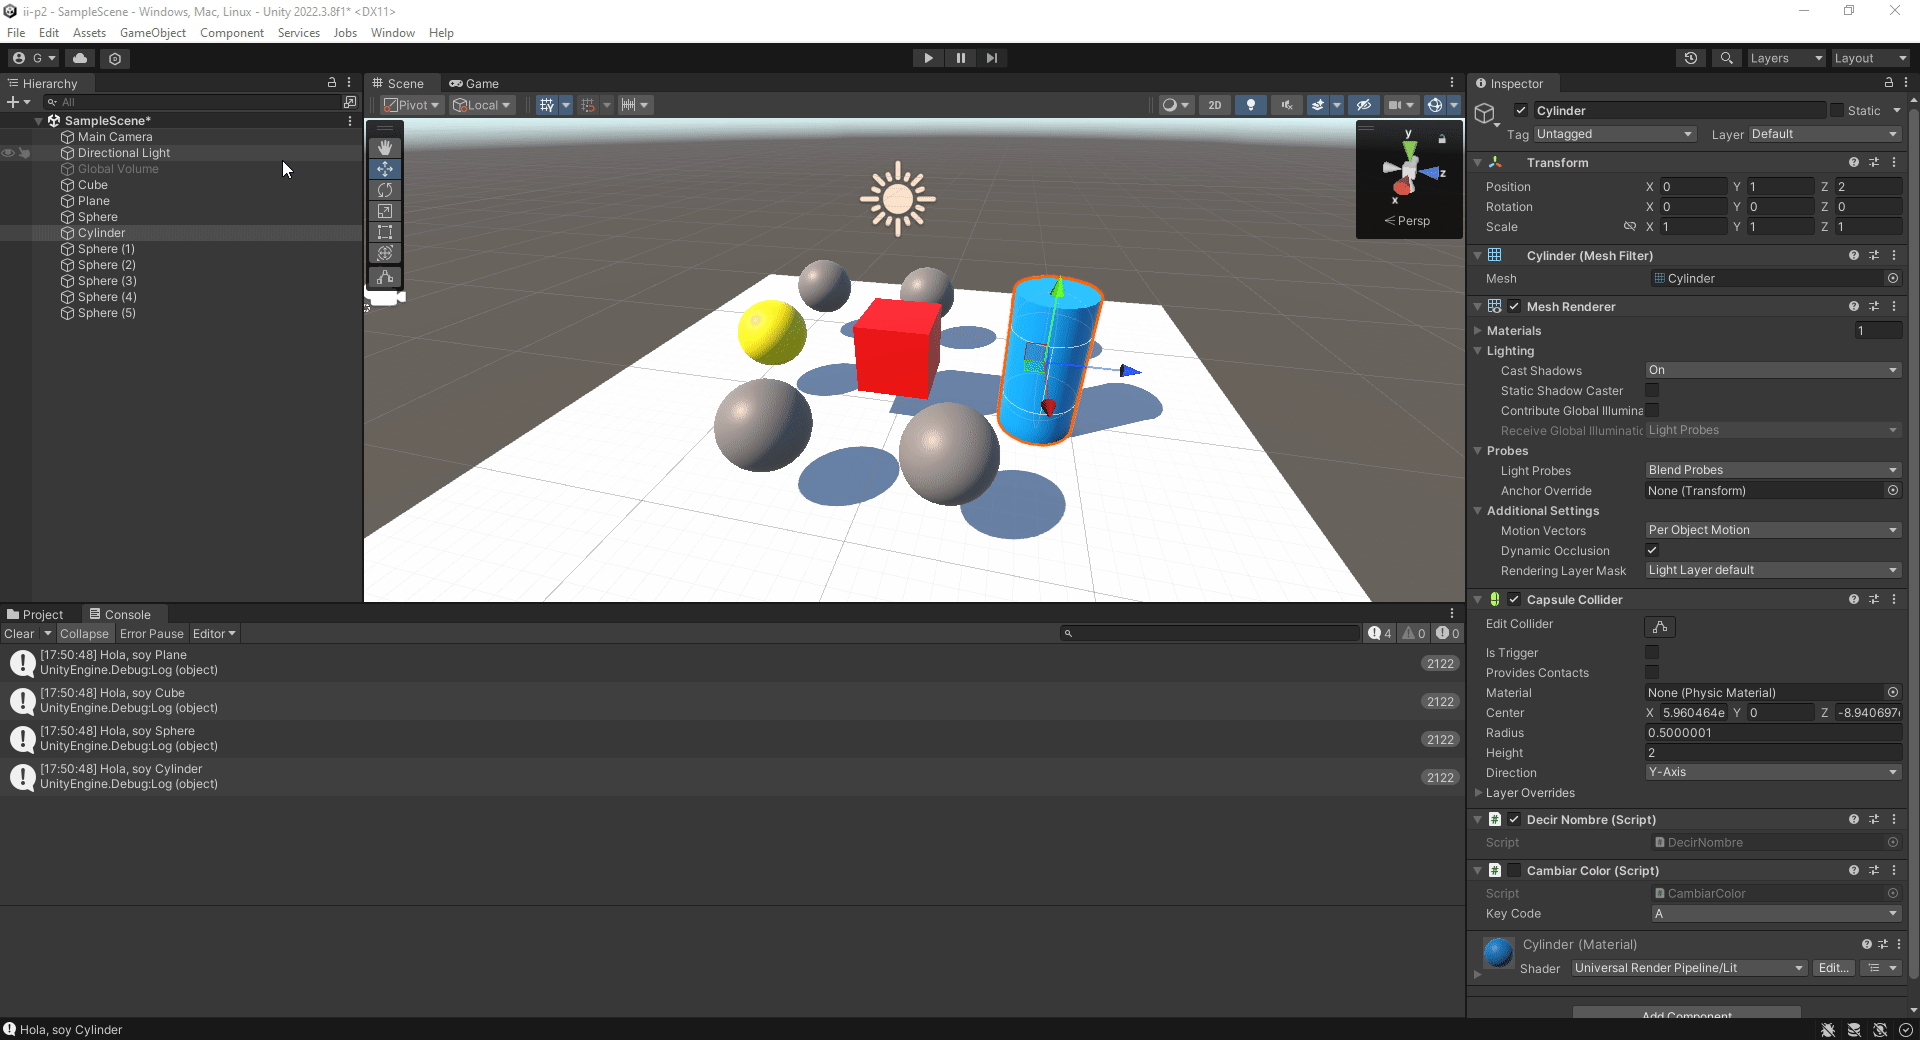 ii-p2 - SampleScene - Windows, Mac, Linux - Unity 2022.3.8f1* <DX11>
File Edit Assets GameObject Component Services Jobs Window Help
G
Layers Layout
Hierarchy
All
SampleScene*
Main Camera
Directional Light
Global Volume
Cube
Plane
Sphere
Cylinder
Sphere (1)
Sphere (2)
Sphere (3)
Sphere (4)
Sphere (5)
Scene Game
Pivot Local 2D
y
z
x
Persp
Project Console
Clear Collapse Error Pause Editor 4 0 0
[17:50:48] Hola, soy Plane
UnityEngine.Debug:Log (object) 2122
[17:50:48] Hola, soy Cube
UnityEngine.Debug:Log (object) 2122
[17:50:48] Hola, soy Sphere
UnityEngine.Debug:Log (object) 2122
[17:50:48] Hola, soy Cylinder
UnityEngine.Debug:Log (object) 2122
Hola, soy Cylinder
Inspector
Cylinder Static
Tag Untagged Layer Default
Transform
Position X 0 Y 1 Z 2
Rotation X 0 Y 0 Z 0
Scale X 1 Y 1 Z 1
Cylinder (Mesh Filter)
Mesh Cylinder
Mesh Renderer
Materials 1
Lighting
Cast Shadows On
Static Shadow Caster
Contribute Global Illumina
Receive Global Illuminatic Light Probes
Probes
Light Probes Blend Probes
Anchor Override None (Transform)
Additional Settings
Motion Vectors Per Object Motion
Dynamic Occlusion
Rendering Layer Mask Light Layer default
Capsule Collider
Edit Collider
Is Trigger
Provides Contacts
Material None (Physic Material)
Center X 5.960464e Y 0 Z -8.940697
Radius 0.5000001
Height 2
Direction Y-Axis
Layer Overrides
Decir Nombre (Script)
Script DecirNombre
Cambiar Color (Script)
Script CambiarColor
Key Code A
Cylinder (Material)
Shader Universal Render Pipeline/Lit Edit...
Add Component